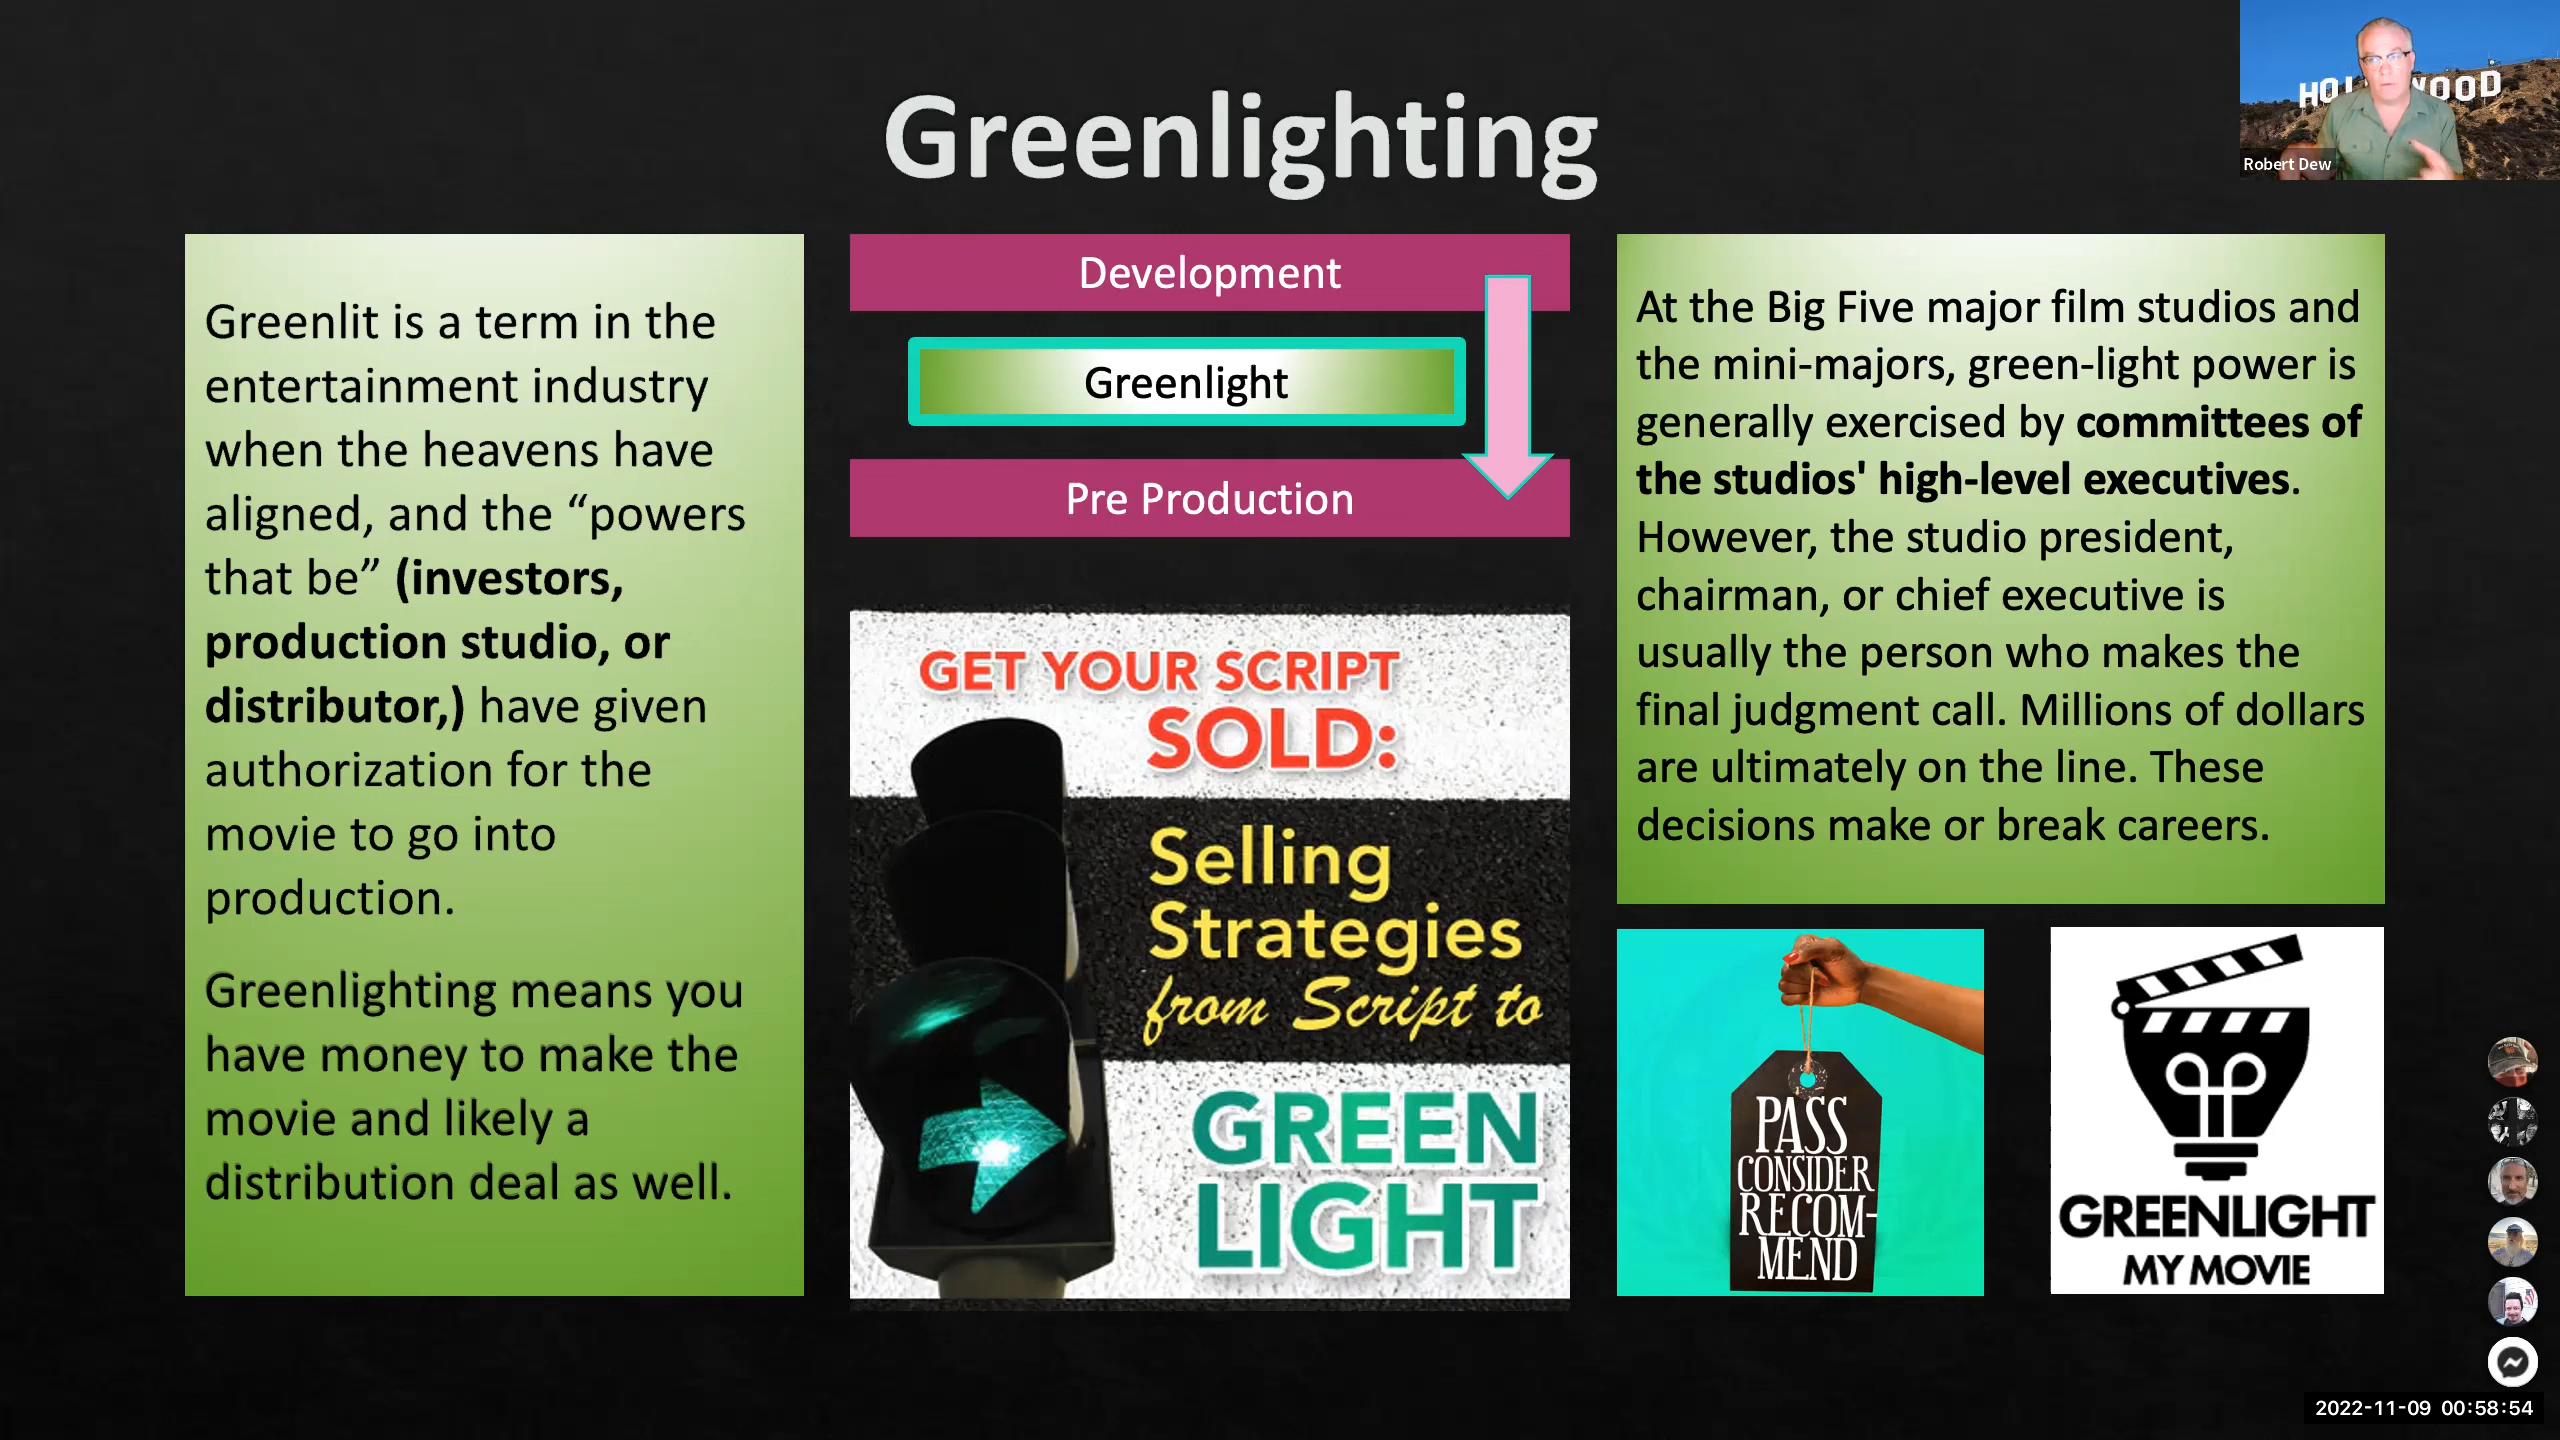 Greenlighting
Greenlit is a term in the
entertainment industry
when the heavens have
aligned, and the “powers
that be” (investors,
production studio, or
distributor,) have given
authorization for the
movie to go into
production.
Greenlighting means you
have money to make the
movie and likely a
distribution deal as well.
Development
Greenlight
Pre Production
GET YOUR SCRIPT
SOLD:
Selling
Strategies
from Script to
GREEN
LIGHT
At the Big Five major film studios and
the mini-majors, green-light power is
generally exercised by committees of
the studios' high-level executives.
However, the studio president,
chairman, or chief executive is
usually the person who makes the
final judgment call. Millions of dollars
are ultimately on the line. These
decisions make or break careers.
PASS
CONSIDER
RECOM-
MEND
GREENLIGHT
MY MOVIE
HOLLYWOOD
Robert Dew
2022-11-09 00:58:54